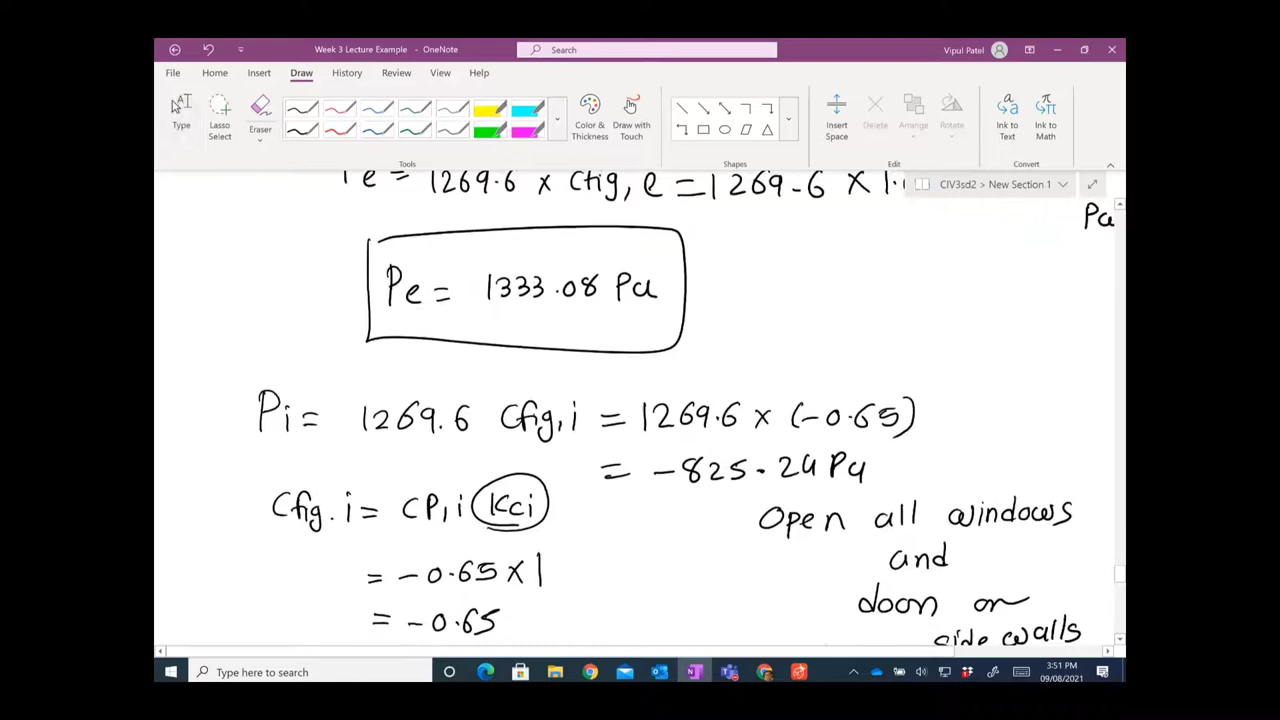 Week 3 Lecture Example - OneNote
Search
Vipul Patel
File Home Insert Draw History Review View Help
Type
Lasso Select
Eraser
Color & Thickness
Draw with Touch
Insert Space
Delete
Arrange
Rotate
Ink to Text
Ink to Math
Tools
Shapes
Edit
Convert
CIV3sd2 > New Section 1
Pe = 1269.6 x Cfig, e = 1269.6 x 1.
Pa
Pe = 1333.08 Pa
Pi = 1269.6 Cfig, i = 1269.6 x (-0.65)
= -825.24 Pa
Cfig. i = CP, i Kci
= -0.65 x 1
= -0.65
Open all windows
and
door on
side walls
Type here to search
3:51 PM
09/08/2021